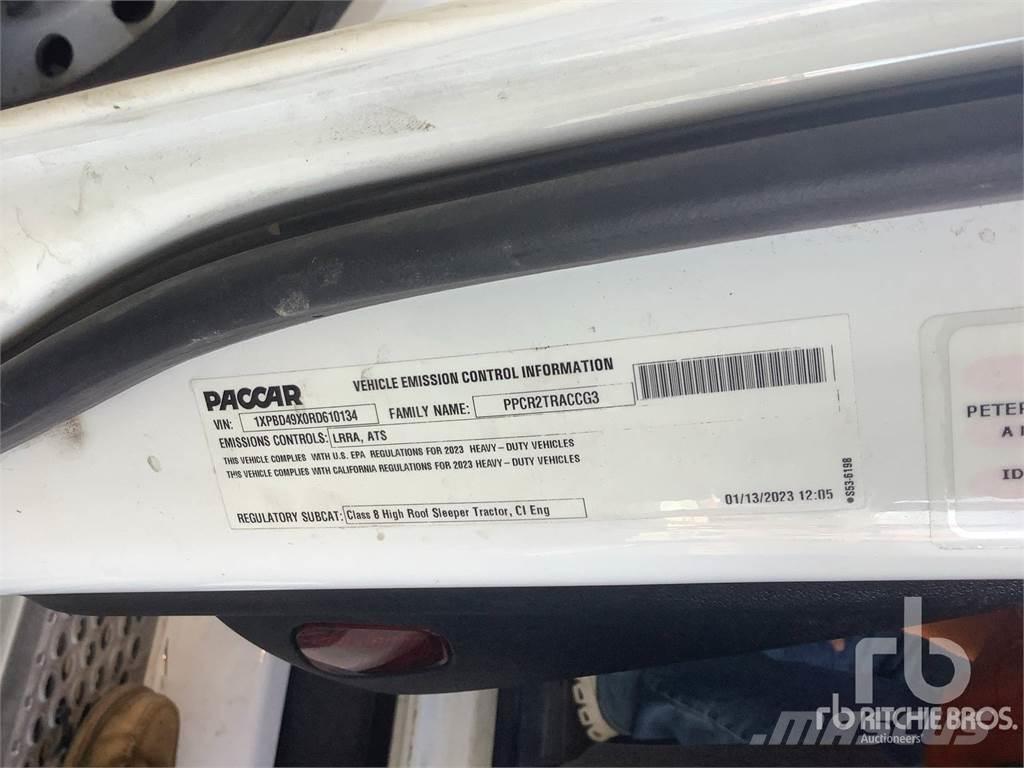 PACCAR
VEHICLE EMISSION CONTROL INFORMATION
VIN: 1XPBD49X0RD610134 FAMILY NAME: PPCR2TRACCG3
EMISSIONS CONTROLS: LRRA, ATS
THIS VEHICLE COMPLIES WITH U.S. EPA REGULATIONS FOR 2023 HEAVY-DUTY VEHICLES
THIS VEHICLE COMPLIES WITH CALIFORNIA REGULATIONS FOR 2023 HEAVY-DUTY VEHICLES
REGULATORY SUBCAT: Class 8 High Roof Sleeper Tractor, CI Eng
01/13/2023 12:05
●S53-6198
PETER
A
ID
rb
rb RITCHIE BROS.
Auctioneers
MASCUS